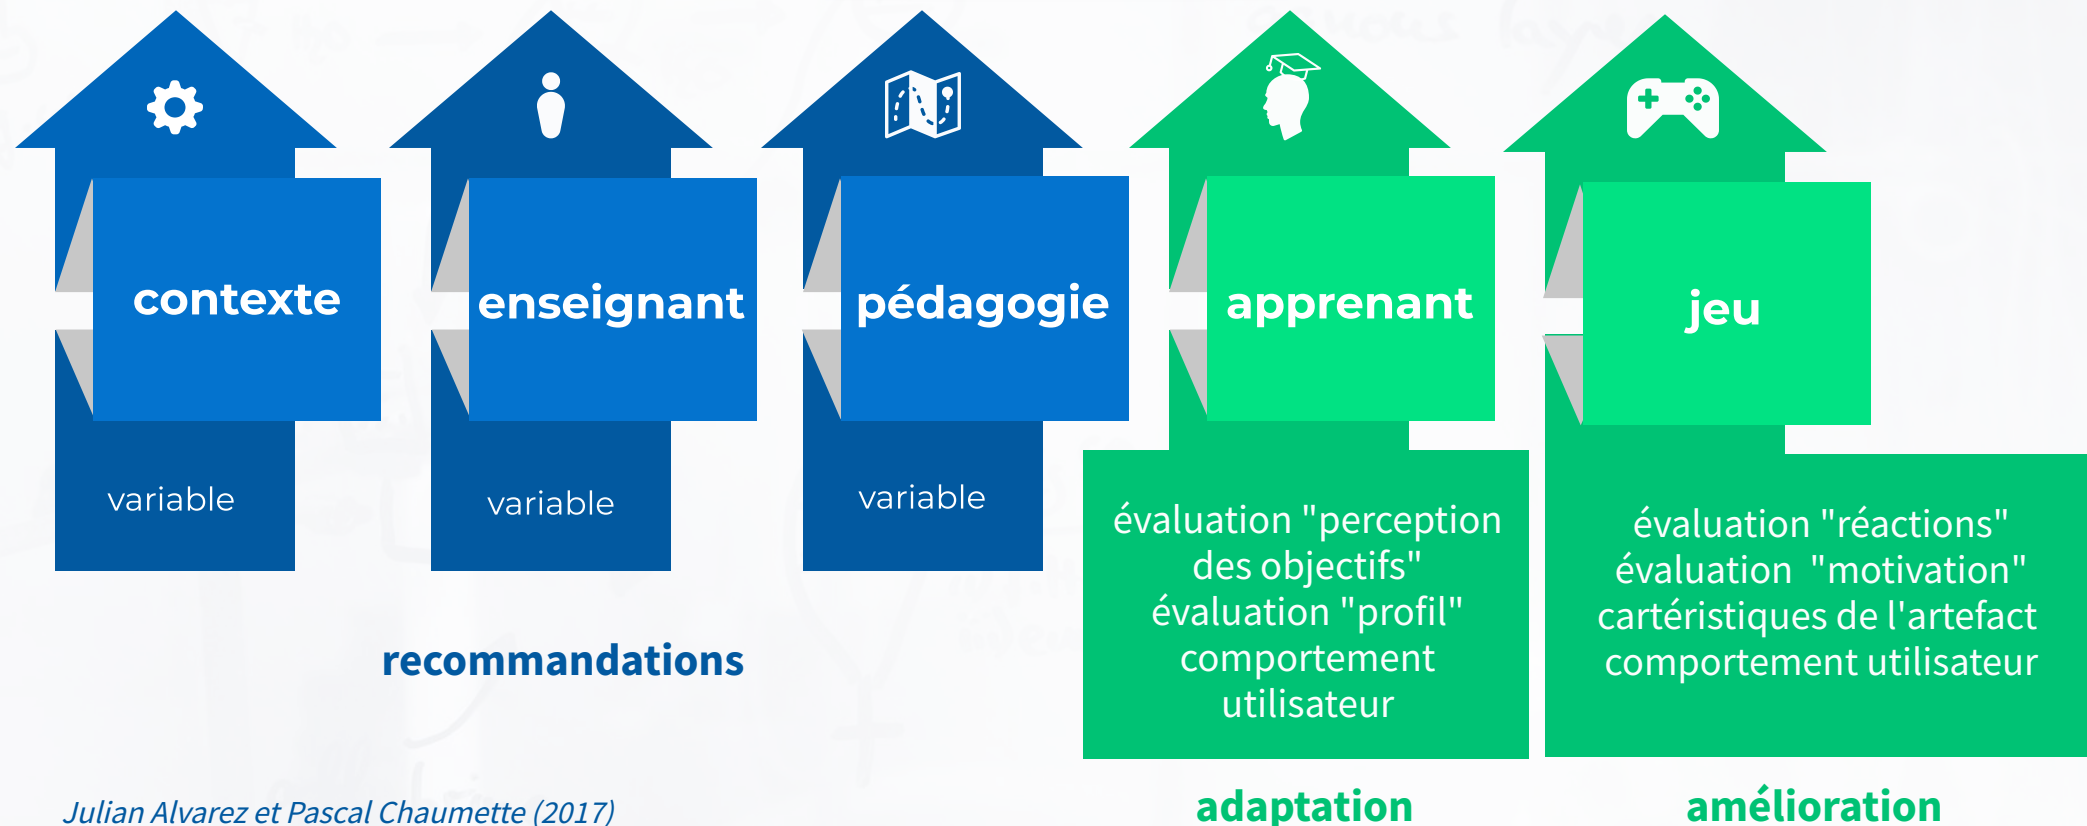 contexte
variable
enseignant
variable
pédagogie
variable
recommandations
apprenant
évaluation "perception
des objectifs"
évaluation "profil"
comportement
utilisateur
adaptation
jeu
évaluation "réactions"
évaluation "motivation"
cartéristiques de l'artefact
comportement utilisateur
amélioration
Julian Alvarez et Pascal Chaumette (2017)